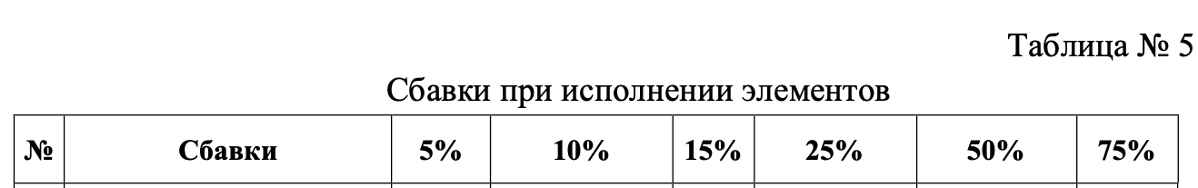 Таблица № 5
Сбавки при исполнении элементов
№ Сбавки 5% 10% 15% 25% 50% 75%